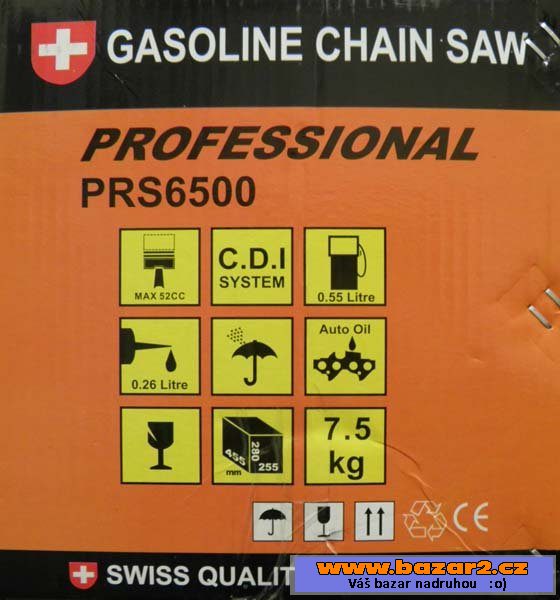 GASOLINE CHAIN SAW
PROFESSIONAL
PRS6500
MAX 52CC
C.D.I
SYSTEM
0.55 Litre
0.26 Litre
Auto Oil
455
280
255
mm
7.5
kg
CE
SWISS QUALIT
www.bazar2.cz
Váš bazar nadruhou :o)